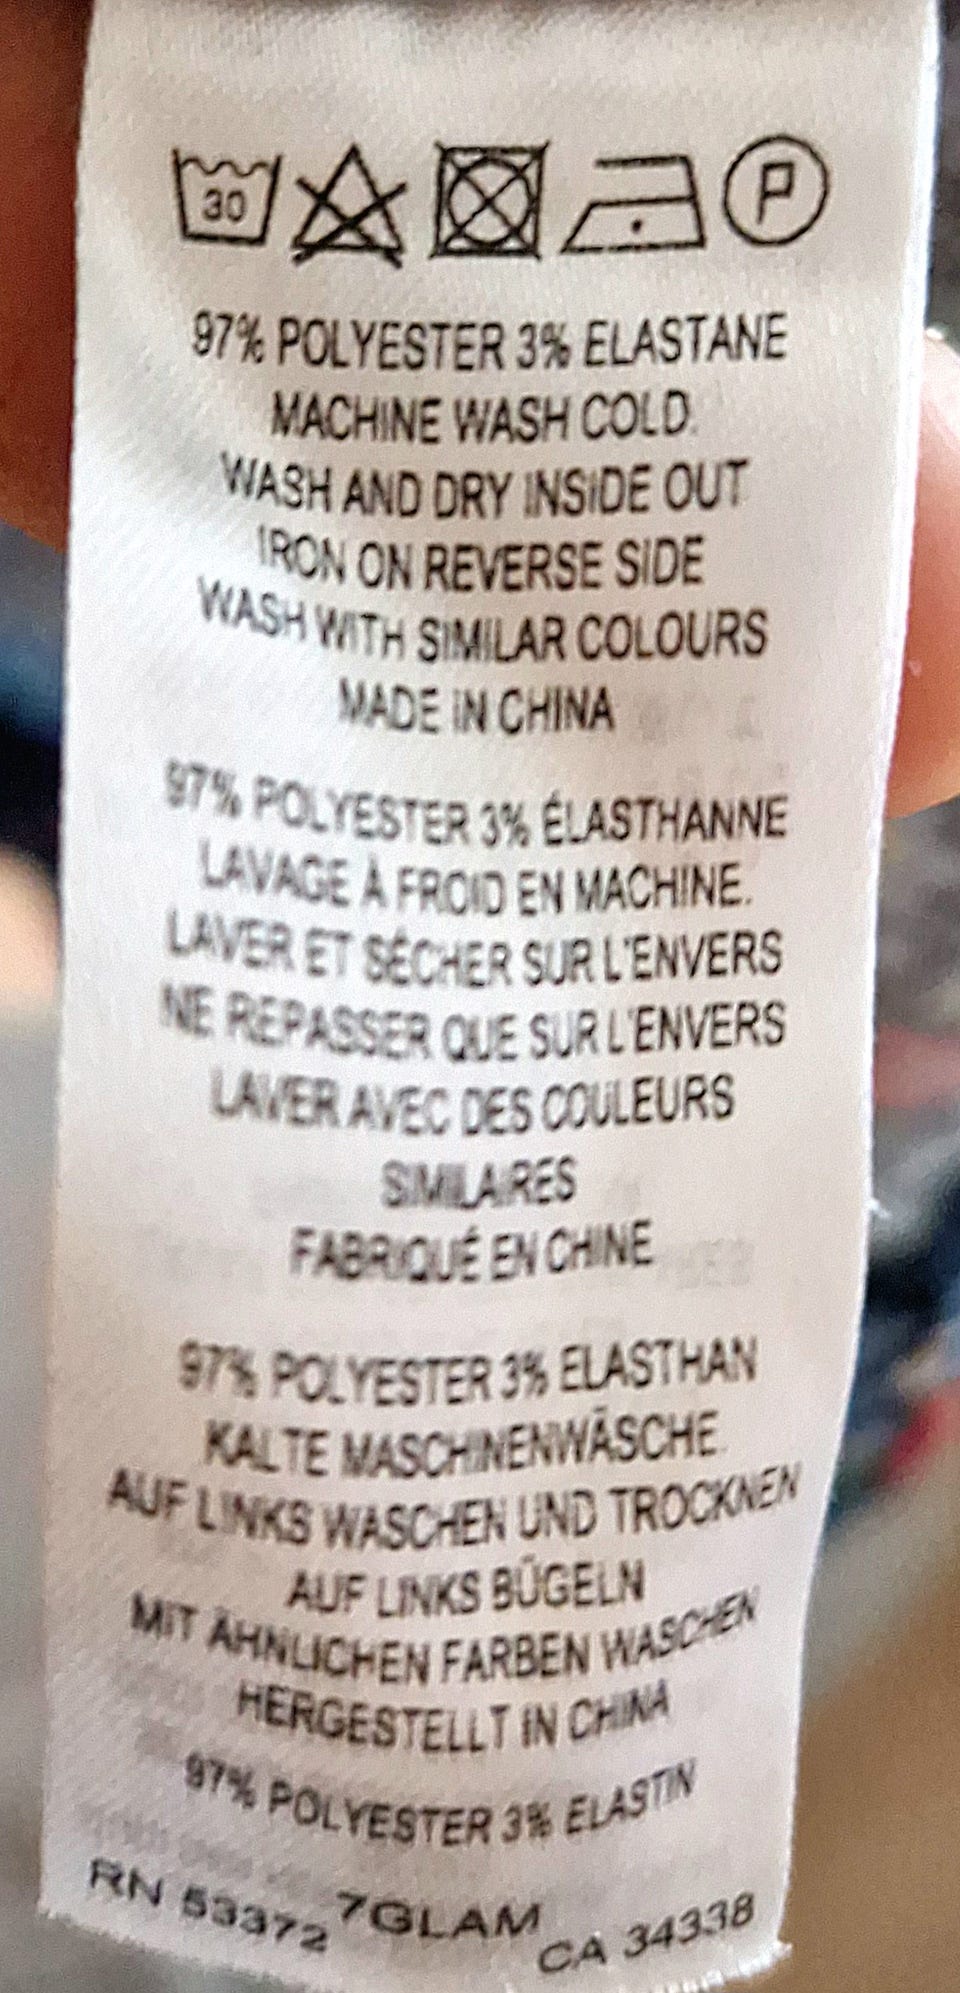 30 P
97% POLYESTER 3% ELASTANE
MACHINE WASH COLD.
WASH AND DRY INSIDE OUT
IRON ON REVERSE SIDE
WASH WITH SIMILAR COLOURS
MADE IN CHINA
97% POLYESTER 3% ÉLASTHANNE
LAVAGE À FROID EN MACHINE.
LAVER ET SÉCHER SUR L'ENVERS
NE REPASSER QUE SUR L'ENVERS
LAVER AVEC DES COULEURS
SIMILAIRES
FABRIQUÉ EN CHINE
97% POLYESTER 3% ELASTHAN
KALTE MASCHINENWÄSCHE.
AUF LINKS WASCHEN UND TROCKNEN
AUF LINKS BÜGELN
MIT ÄHNLICHEN FARBEN WASCHEN
HERGESTELLT IN CHINA
97% POLYESTER 3% ELASTIN
RN 53372 7GLAM CA 34338